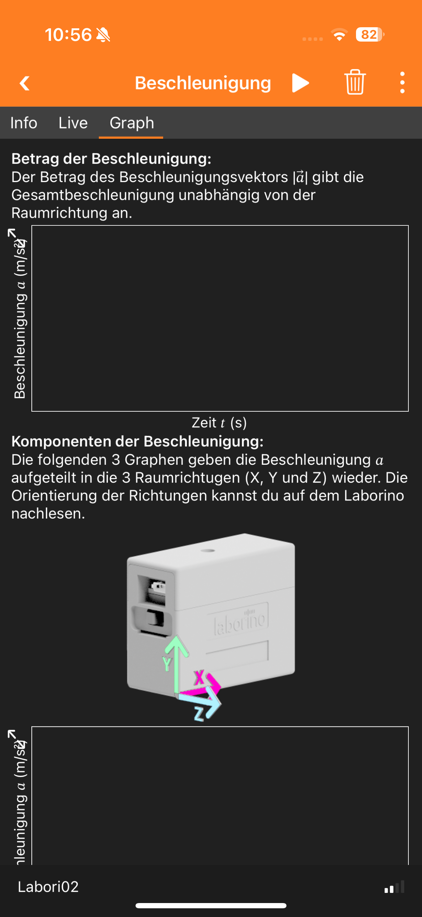 10:56
82
Beschleunigung
Info Live Graph
Betrag der Beschleunigung:
Der Betrag des Beschleunigungsvektors |a⃗| gibt die
Gesamtbeschleunigung unabhängig von der
Raumrichtung an.
Beschleunigung a (m/s²)
Zeit t (s)
Komponenten der Beschleunigung:
Die folgenden 3 Graphen geben die Beschleunigung a
aufgeteilt in die 3 Raumrichtugen (X, Y und Z) wieder. Die
Orientierung der Richtungen kannst du auf dem Laborino
nachlesen.
laborino
Y
X
Z
hleunigung a (m/s²)
Labori02